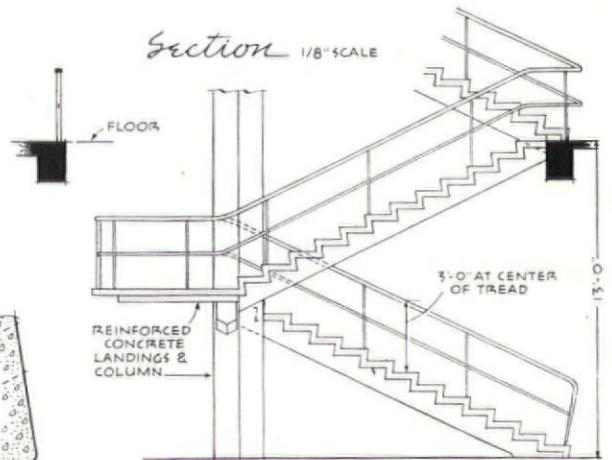 Section 1/8" SCALE
FLOOR
3'-0" AT CENTER
OF TREAD
13'-0"
REINFORCED
CONCRETE
LANDINGS &
COLUMN